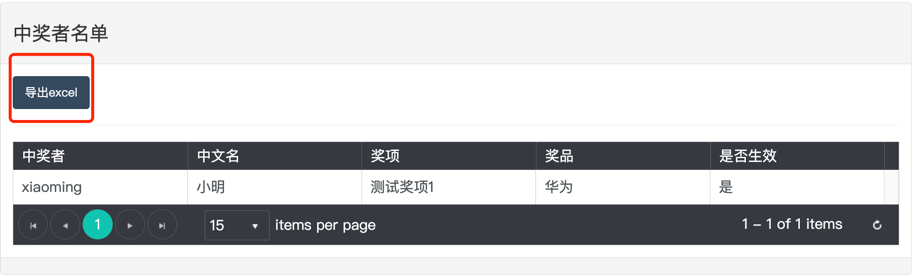 中奖者名单
导出excel
中奖者 中文名 奖项 奖品 是否生效
xiaoming 小明 测试奖项1 华为 是
1 15 items per page 1 – 1 of 1 items